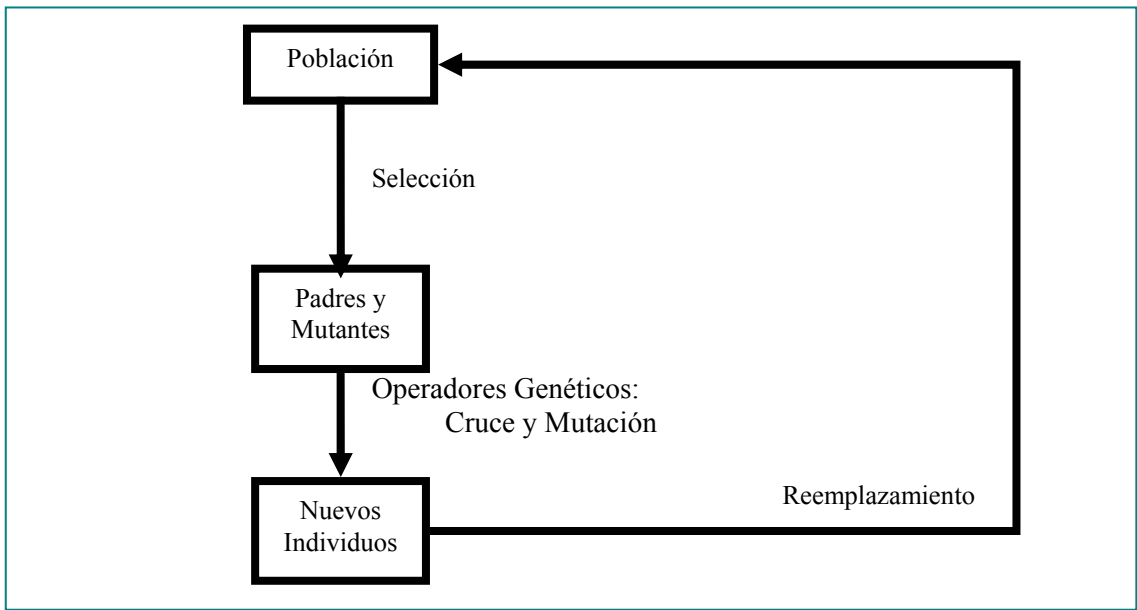 Población
Selección
Padres y
Mutantes
Operadores Genéticos:
Cruce y Mutación
Nuevos
Individuos
Reemplazamiento